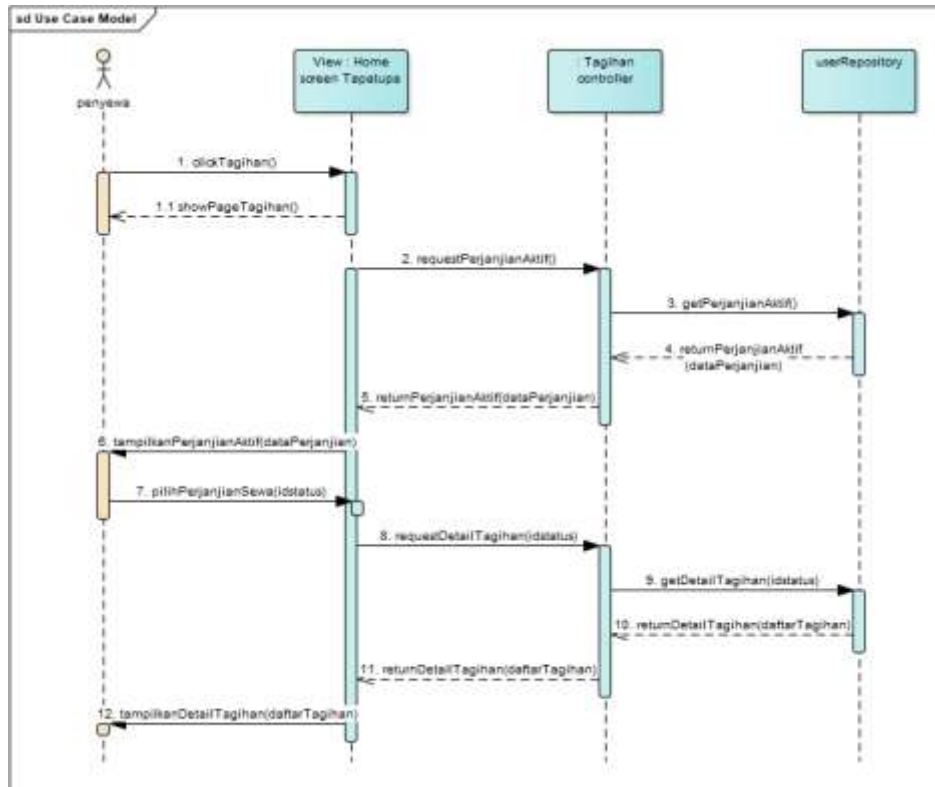 sd Use Case Model
penyewa
View : Home
screen Tapatupa
: Tagihan
controller
userRepository
1. clickTagihan()
1.1 showPageTagihan()
2. requestPerjanjianAktif()
3. getPerjanjianAktif()
4. returnPerjanjianAktif
(dataPerjanjian)
5. returnPerjanjianAktif(dataPerjanjian)
6. tampilkanPerjanjianAktif(dataPerjanjian)
7. pilihPerjanjianSewa(idstatus)
8. requestDetailTagihan(idstatus)
9. getDetailTagihan(idstatus)
10. returnDetailTagihan(daftarTagihan)
11. returnDetailTagihan(daftarTagihan)
12. tampilkanDetailTagihan(daftarTagihan)